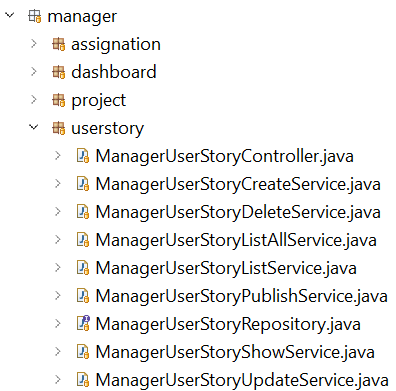 manager
assignation
dashboard
project
userstory
ManagerUserStoryController.java
ManagerUserStoryCreateService.java
ManagerUserStoryDeleteService.java
ManagerUserStoryListAllService.java
ManagerUserStoryListService.java
ManagerUserStoryPublishService.java
ManagerUserStoryRepository.java
ManagerUserStoryShowService.java
ManagerUserStoryUpdateService.java